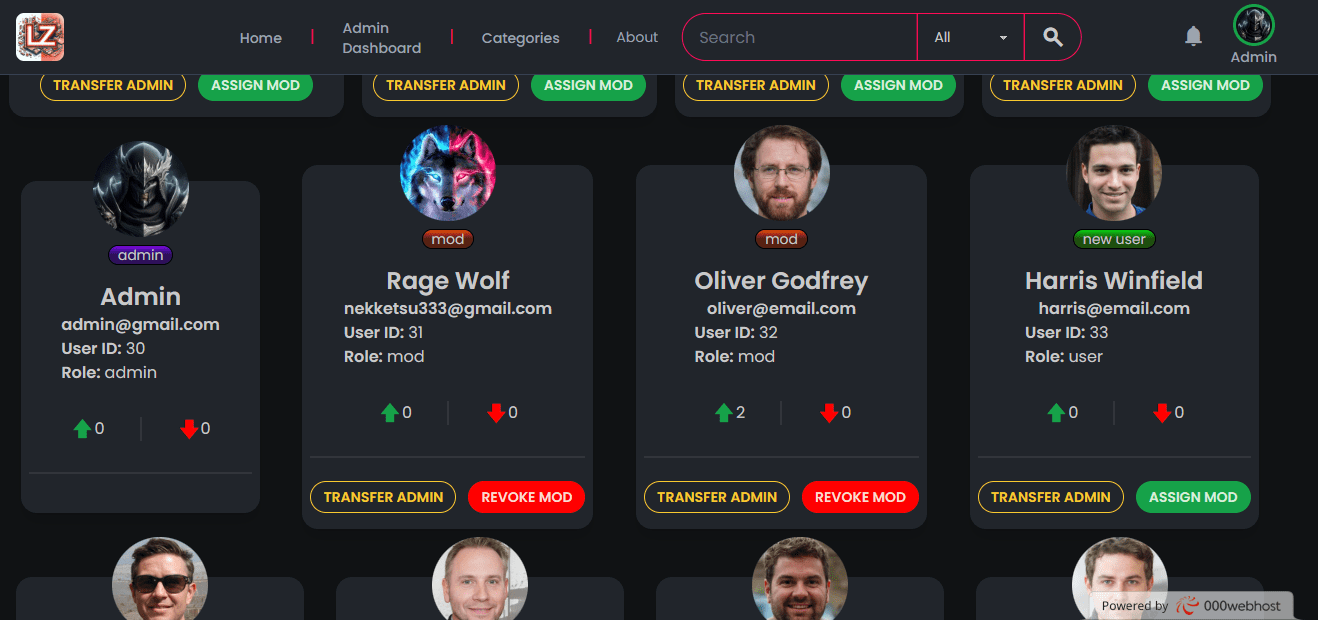 LZ
Home
Admin
Dashboard
Categories
About
Search
All
Admin
TRANSFER ADMIN
ASSIGN MOD
TRANSFER ADMIN
ASSIGN MOD
TRANSFER ADMIN
ASSIGN MOD
TRANSFER ADMIN
ASSIGN MOD
admin
Admin
admin@gmail.com
User ID: 30
Role: admin
0
0
mod
Rage Wolf
nekketsu333@gmail.com
User ID: 31
Role: mod
0
0
TRANSFER ADMIN
REVOKE MOD
mod
Oliver Godfrey
oliver@email.com
User ID: 32
Role: mod
2
0
TRANSFER ADMIN
REVOKE MOD
new user
Harris Winfield
harris@email.com
User ID: 33
Role: user
0
0
TRANSFER ADMIN
ASSIGN MOD
Powered by 000webhost